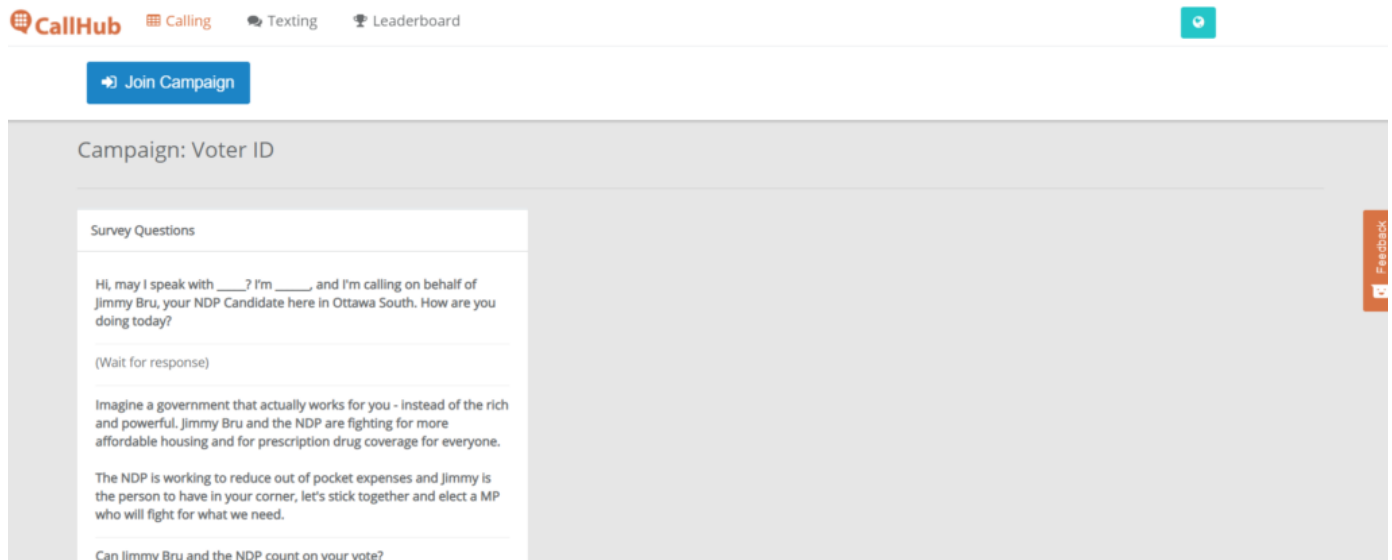 CallHub Calling Texting Leaderboard
Join Campaign
Campaign: Voter ID
Survey Questions
Hi, may I speak with ____? I'm _____, and I'm calling on behalf of
Jimmy Bru, your NDP Candidate here in Ottawa South. How are you
doing today?
(Wait for response)
Imagine a government that actually works for you - instead of the rich
and powerful. Jimmy Bru and the NDP are fighting for more
affordable housing and for prescription drug coverage for everyone.
The NDP is working to reduce out of pocket expenses and Jimmy is
the person to have in your corner, let's stick together and elect a MP
who will fight for what we need.
Can Jimmy Bru and the NDP count on your vote?
Feedback